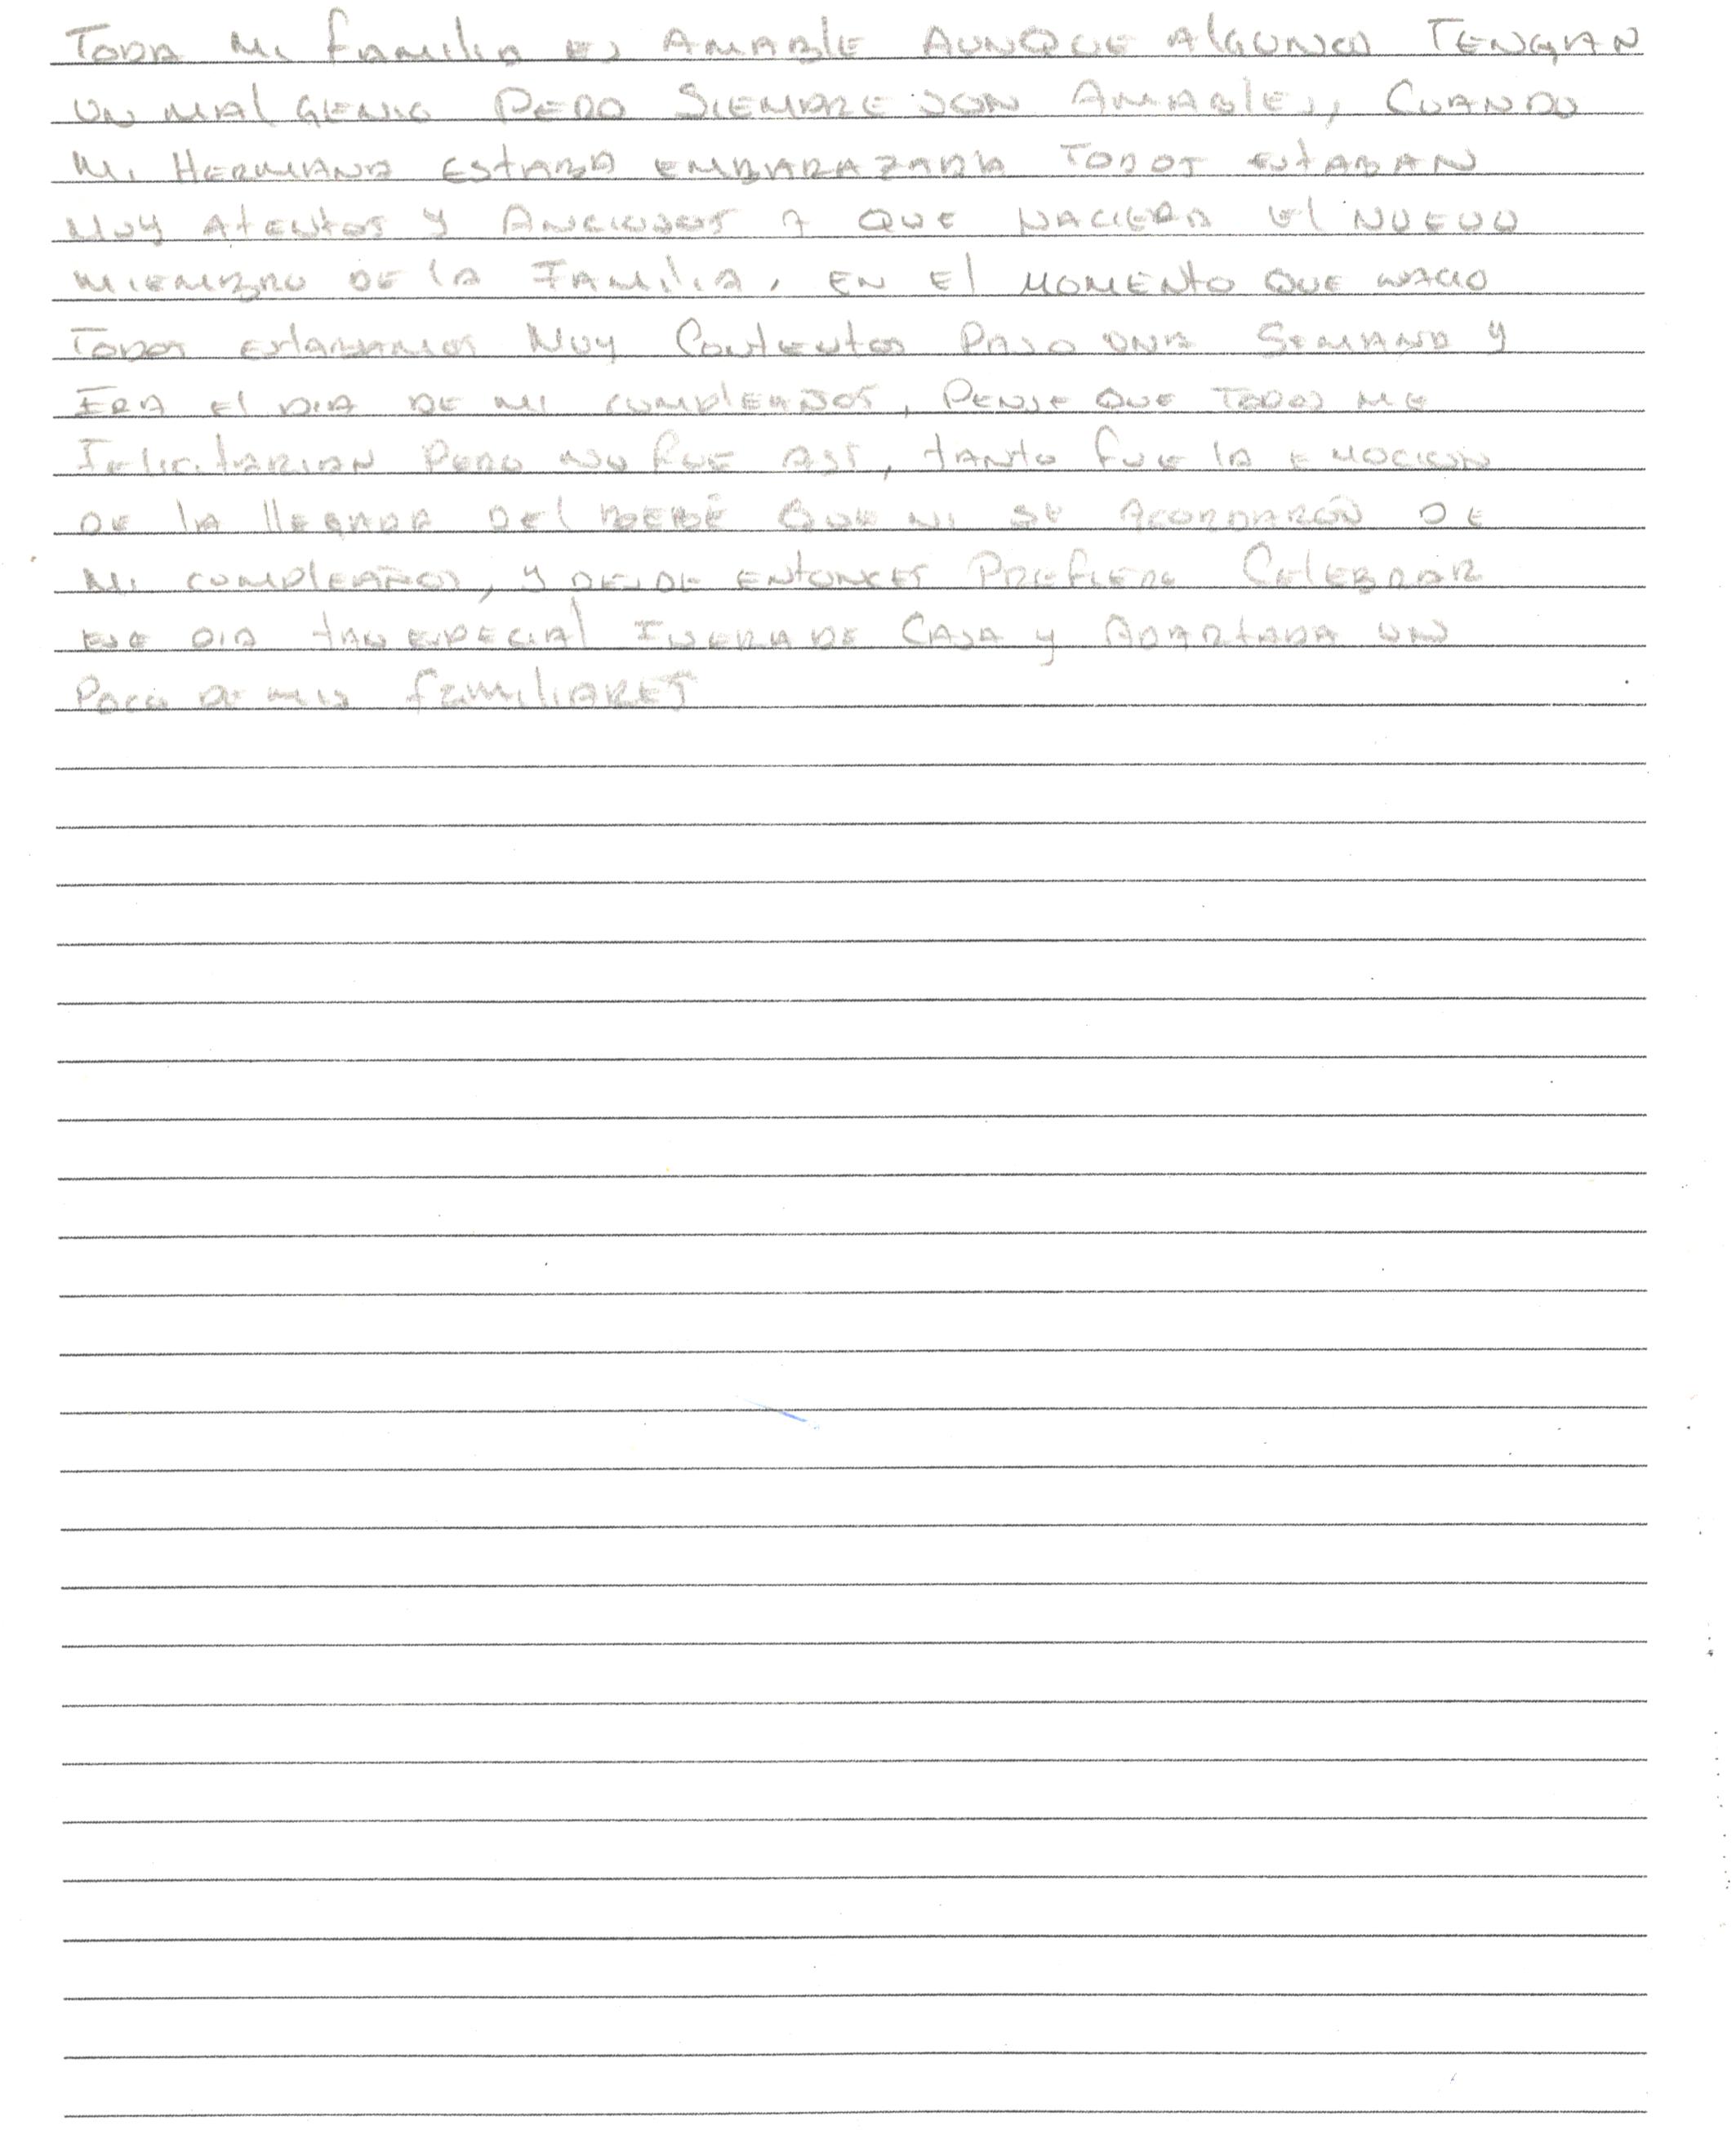 TODA Mi fAMiliA ES AMABlE AUNQUE AlGUNOS TENGAN
UN MAl GENIO PERO SIEMPRE SON AMABlES, CUANDO
Mi HERMANA EstABA EMBARAZADA TODOS EstABAN
MUY AtENtOS Y ANCIOSOS A QUE NACIERA El NUEVO
MIEMBRO DE lA FAMiliA, EN El MOMENtO QUE NACIO
TODOS EstABAMOS MUY CONtENtOS PASO UNA SEMANA Y
ERA El DIA DE MI CUMPlEAÑOS, PENSE QUE TODOS ME
FEliCitARIAN PERO NO fUE ASI, tANtO fUE lA EMOCION
DE lA llEGADA DEl BEBÉ QUE NI SE ACORDARÓN DE
Mi CUMPlEAÑOS, Y DESDE ENtONCES PREfIERO CElEBRAR
ESE DIA tAN ESPECIAl FUERA DE CASA y APARtADA UN
POCO DE MIS fAMiliARES